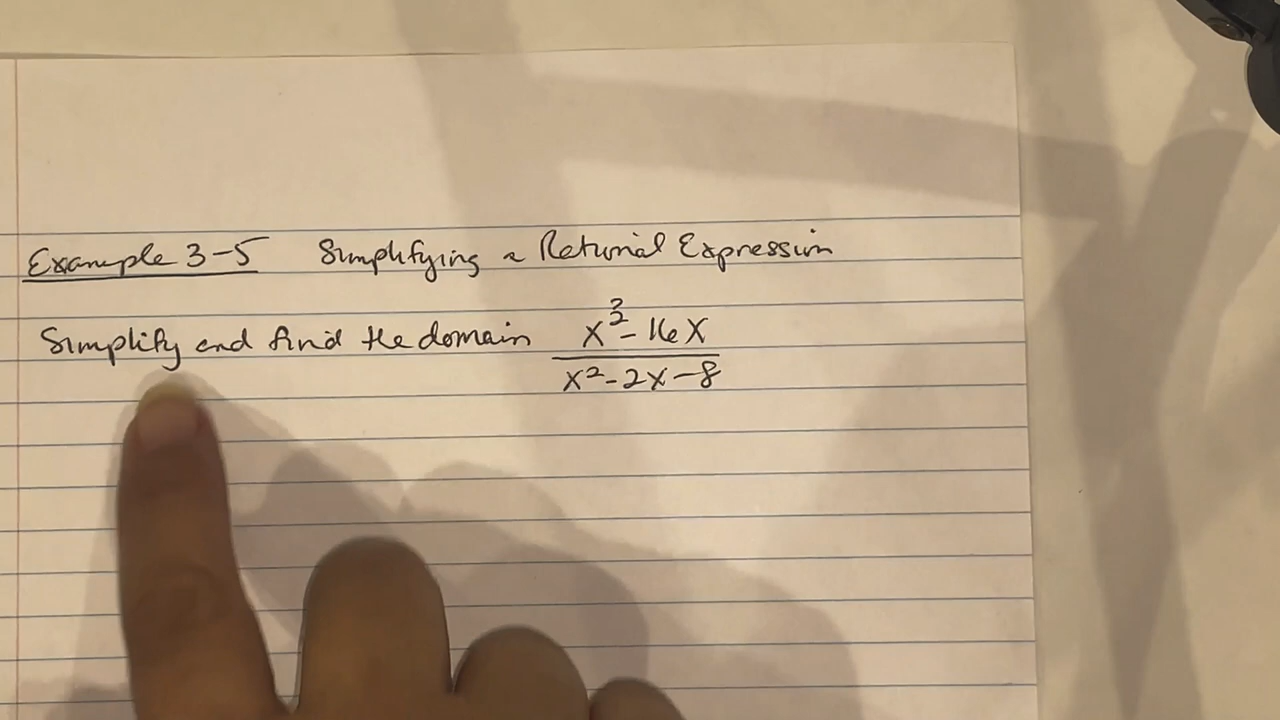 Example 3-5 Simplifying a Rational Expression
Simplify and find the domain x³-16x
x²-2x-8